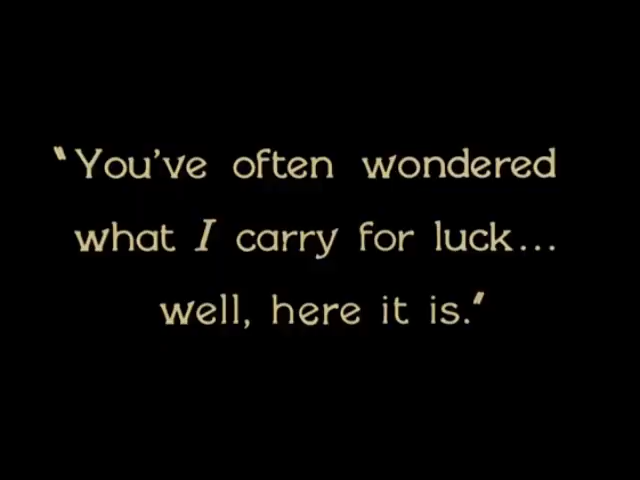 "You've often wondered
what I carry for luck...
well, here it is."